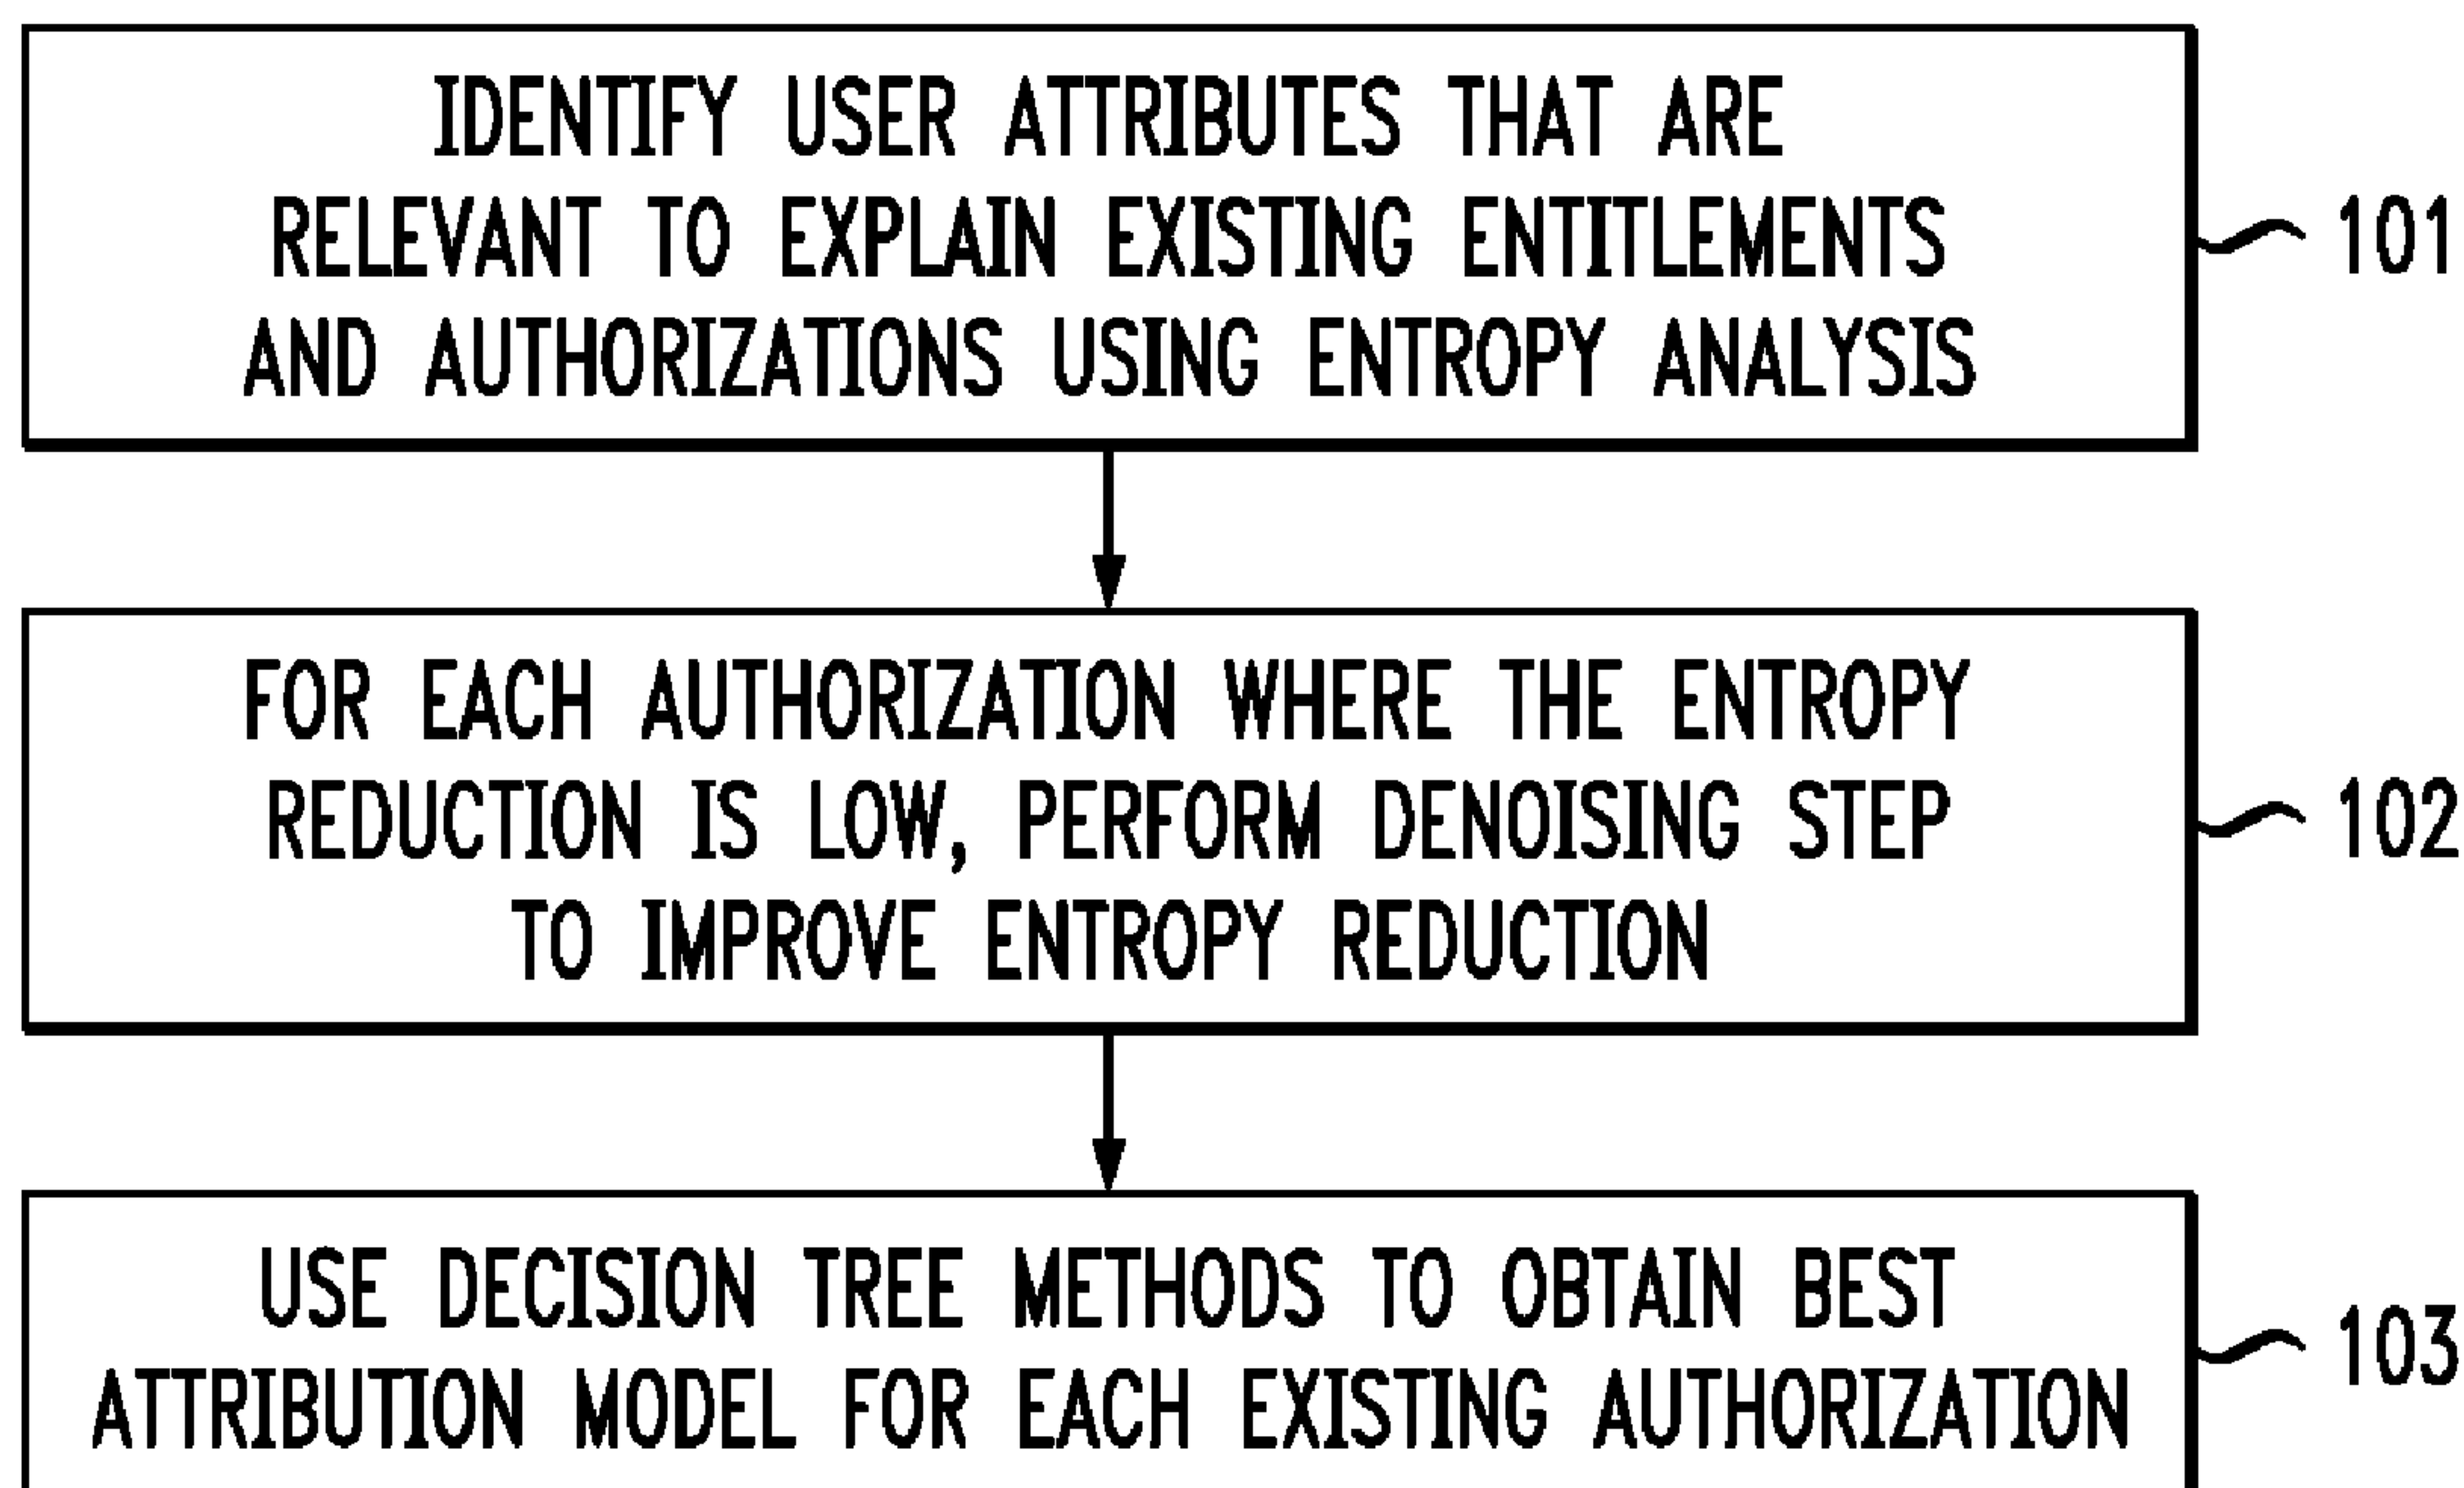 IDENTIFY USER ATTRIBUTES THAT ARE
RELEVANT TO EXPLAIN EXISTING ENTITLEMENTS
AND AUTHORIZATIONS USING ENTROPY ANALYSIS
101
FOR EACH AUTHORIZATION WHERE THE ENTROPY
REDUCTION IS LOW, PERFORM DENOISING STEP
TO IMPROVE ENTROPY REDUCTION
102
USE DECISION TREE METHODS TO OBTAIN BEST
ATTRIBUTION MODEL FOR EACH EXISTING AUTHORIZATION
103